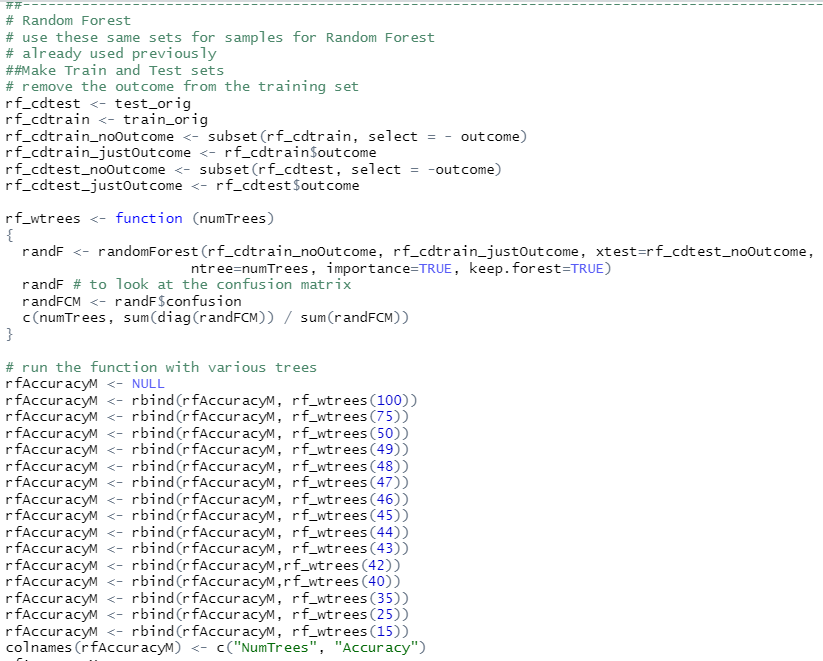 ##----------------------------------------------------------------------------------------------
# Random Forest
# use these same sets for samples for Random Forest
# already used previously
##Make Train and Test sets
# remove the outcome from the training set
rf_cdtest <- test_orig
rf_cdtrain <- train_orig
rf_cdtrain_noOutcome <- subset(rf_cdtrain, select = - outcome)
rf_cdtrain_justOutcome <- rf_cdtrain$outcome
rf_cdtest_noOutcome <- subset(rf_cdtest, select = -outcome)
rf_cdtest_justOutcome <- rf_cdtest$outcome

rf_wtrees <- function (numTrees)
{
  randF <- randomForest(rf_cdtrain_noOutcome, rf_cdtrain_justOutcome, xtest=rf_cdtest_noOutcome,
                      ntree=numTrees, importance=TRUE, keep.forest=TRUE)
  randF # to look at the confusion matrix
  randFCM <- randF$confusion
  c(numTrees, sum(diag(randFCM)) / sum(randFCM))
}

# run the function with various trees
rfAccuracyM <- NULL
rfAccuracyM <- rbind(rfAccuracyM, rf_wtrees(100))
rfAccuracyM <- rbind(rfAccuracyM, rf_wtrees(75))
rfAccuracyM <- rbind(rfAccuracyM, rf_wtrees(50))
rfAccuracyM <- rbind(rfAccuracyM, rf_wtrees(49))
rfAccuracyM <- rbind(rfAccuracyM, rf_wtrees(48))
rfAccuracyM <- rbind(rfAccuracyM, rf_wtrees(47))
rfAccuracyM <- rbind(rfAccuracyM, rf_wtrees(46))
rfAccuracyM <- rbind(rfAccuracyM, rf_wtrees(45))
rfAccuracyM <- rbind(rfAccuracyM, rf_wtrees(44))
rfAccuracyM <- rbind(rfAccuracyM, rf_wtrees(43))
rfAccuracyM <- rbind(rfAccuracyM,rf_wtrees(42))
rfAccuracyM <- rbind(rfAccuracyM,rf_wtrees(40))
rfAccuracyM <- rbind(rfAccuracyM, rf_wtrees(35))
rfAccuracyM <- rbind(rfAccuracyM, rf_wtrees(25))
rfAccuracyM <- rbind(rfAccuracyM, rf_wtrees(15))
colnames(rfAccuracyM) <- c("NumTrees", "Accuracy")